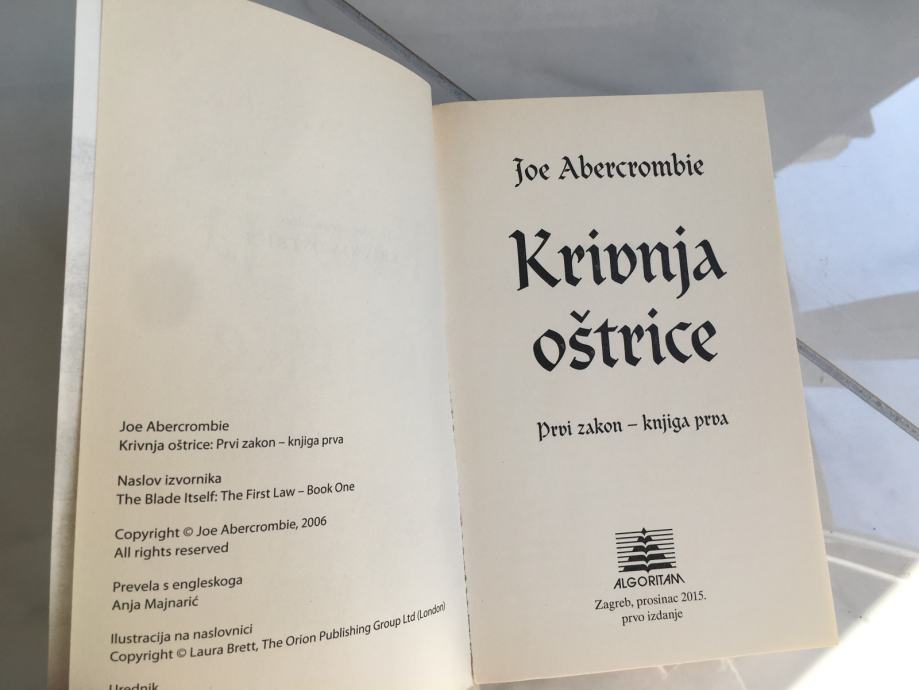 Joe Abercrombie
Krivnja oštrice: Prvi zakon – knjiga prva
Naslov izvornika
The Blade Itself: The First Law – Book One
Copyright © Joe Abercrombie, 2006
All rights reserved
Prevela s engleskoga
Anja Majnarić
Ilustracija na naslovnici
Copyright © Laura Brett, The Orion Publishing Group Ltd (London)
Urednik
Joe Abercrombie
Krivnja
oštrice
Prvi zakon – knjiga prva
ALGORITAM
Zagreb, prosinac 2015.
prvo izdanje